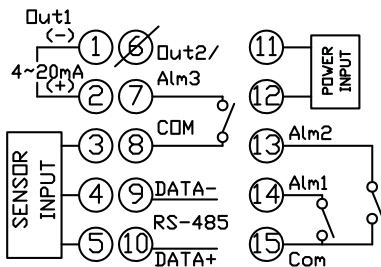 Out1
(-) 1 6 Out2/ 11
4~20mA
(+) 2 7 Alm3 12 POWER INPUT
3 8 COM 13 Alm2
SENSOR INPUT
4 9 DATA- 14 Alm1
RS-485
5 10 DATA+ 15 Com